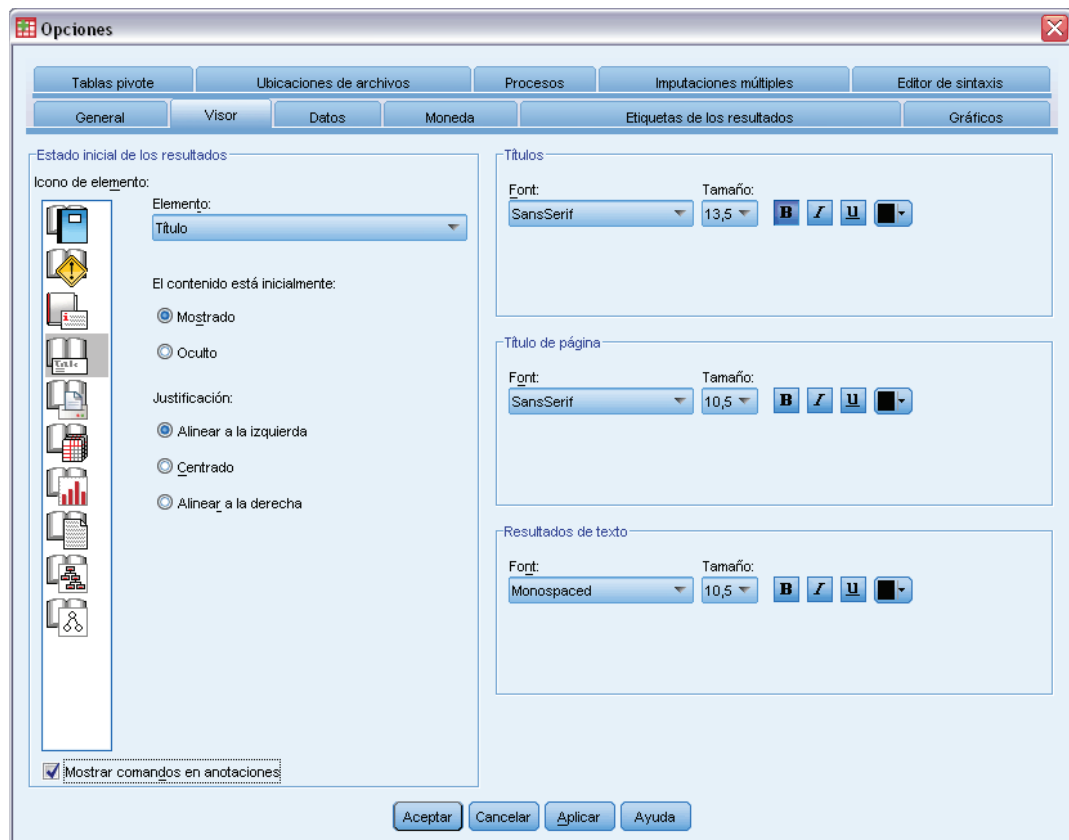 Opciones
Tablas pivote
Ubicaciones de archivos
Procesos
Imputaciones múltiples
Editor de sintaxis
General
Visor
Datos
Moneda
Etiquetas de los resultados
Gráficos
Estado inicial de los resultados
Icono de elemento:
Elemento:
Título
El contenido está inicialmente:
Mostrado
Oculto
Justificación:
Alinear a la izquierda
Centrado
Alinear a la derecha
Title
Mostrar comandos en anotaciones
Títulos
Font: Tamaño:
SansSerif 13,5 B I U
Título de página
Font: Tamaño:
SansSerif 10,5 B I U
Resultados de texto
Font: Tamaño:
Monospaced 10,5 B I U
Aceptar Cancelar Aplicar Ayuda